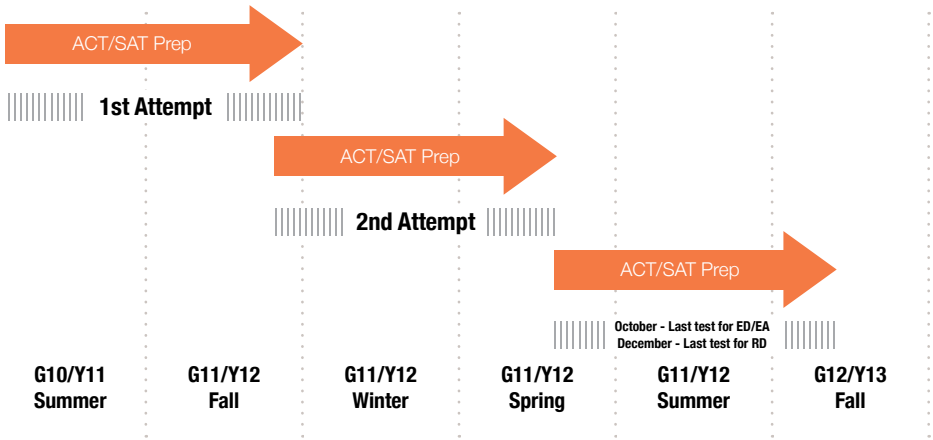 ACT/SAT Prep
1st Attempt
ACT/SAT Prep
2nd Attempt
ACT/SAT Prep
October - Last test for ED/EA
December - Last test for RD
G10/Y11
Summer
G11/Y12
Fall
G11/Y12
Winter
G11/Y12
Spring
G11/Y12
Summer
G12/Y13
Fall